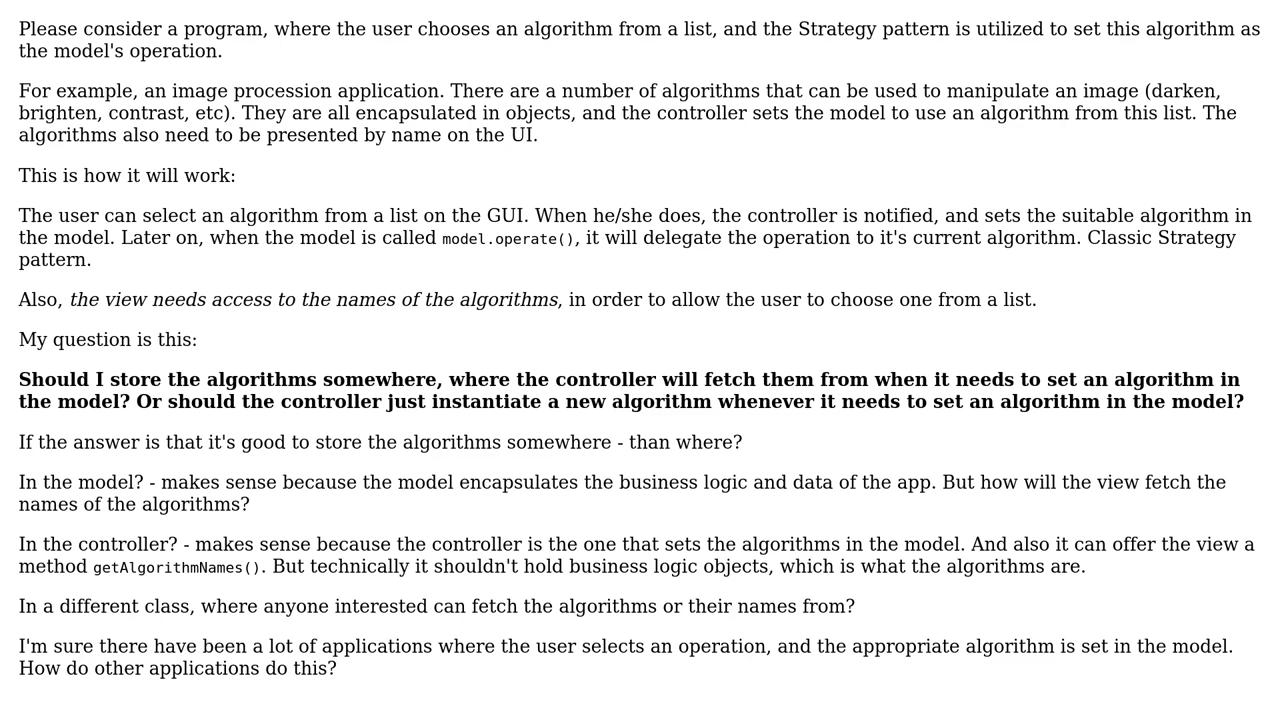 Please consider a program, where the user chooses an algorithm from a list, and the Strategy pattern is utilized to set this algorithm as
the model's operation.
For example, an image procession application. There are a number of algorithms that can be used to manipulate an image (darken,
brighten, contrast, etc). They are all encapsulated in objects, and the controller sets the model to use an algorithm from this list. The
algorithms also need to be presented by name on the UI.
This is how it will work:
The user can select an algorithm from a list on the GUI. When he/she does, the controller is notified, and sets the suitable algorithm in
the model. Later on, when the model is called model.operate(), it will delegate the operation to it's current algorithm. Classic Strategy
pattern.
Also, the view needs access to the names of the algorithms, in order to allow the user to choose one from a list.
My question is this:
Should I store the algorithms somewhere, where the controller will fetch them from when it needs to set an algorithm in
the model? Or should the controller just instantiate a new algorithm whenever it needs to set an algorithm in the model?
If the answer is that it's good to store the algorithms somewhere - than where?
In the model? - makes sense because the model encapsulates the business logic and data of the app. But how will the view fetch the
names of the algorithms?
In the controller? - makes sense because the controller is the one that sets the algorithms in the model. And also it can offer the view a
method getAlgorithmNames(). But technically it shouldn't hold business logic objects, which is what the algorithms are.
In a different class, where anyone interested can fetch the algorithms or their names from?
I'm sure there have been a lot of applications where the user selects an operation, and the appropriate algorithm is set in the model.
How do other applications do this?